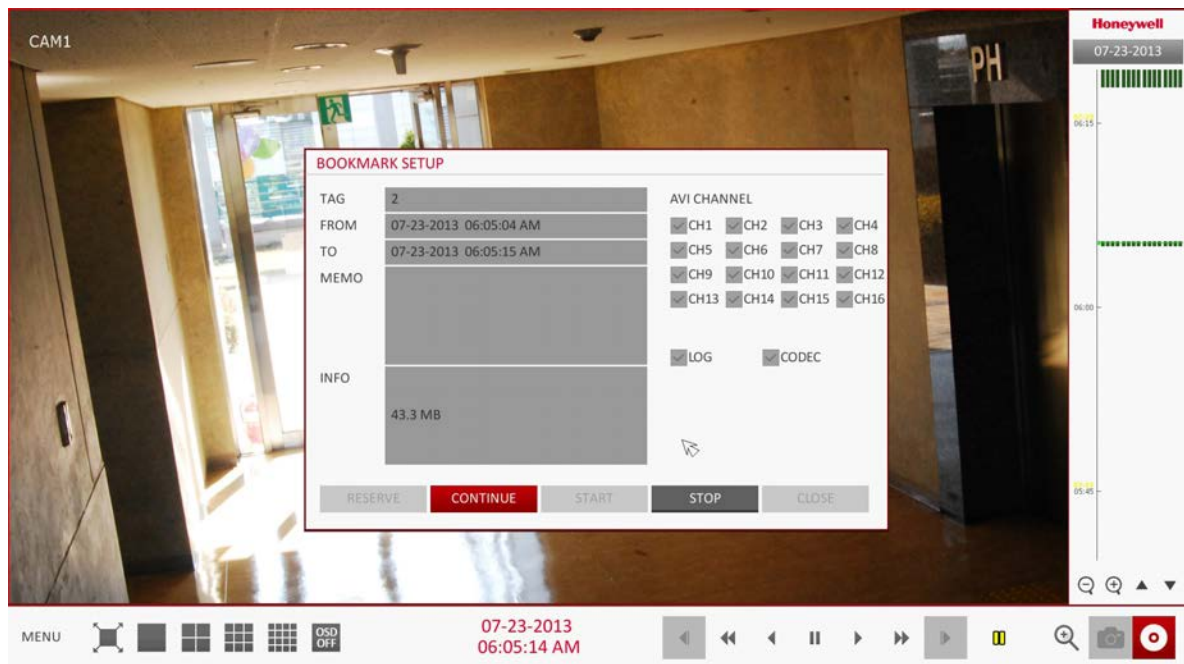 CAM1
PH
Honeywell
07-23-2013
06:15
06:00
05:45
BOOKMARK SETUP
TAG 2
FROM 07-23-2013 06:05:04 AM
TO 07-23-2013 06:05:15 AM
MEMO
INFO
43.3 MB
AVI CHANNEL
CH1 CH2 CH3 CH4
CH5 CH6 CH7 CH8
CH9 CH10 CH11 CH12
CH13 CH14 CH15 CH16
LOG CODEC
RESERVE CONTINUE START STOP CLOSE
MENU
OSD
OFF
07-23-2013
06:05:14 AM